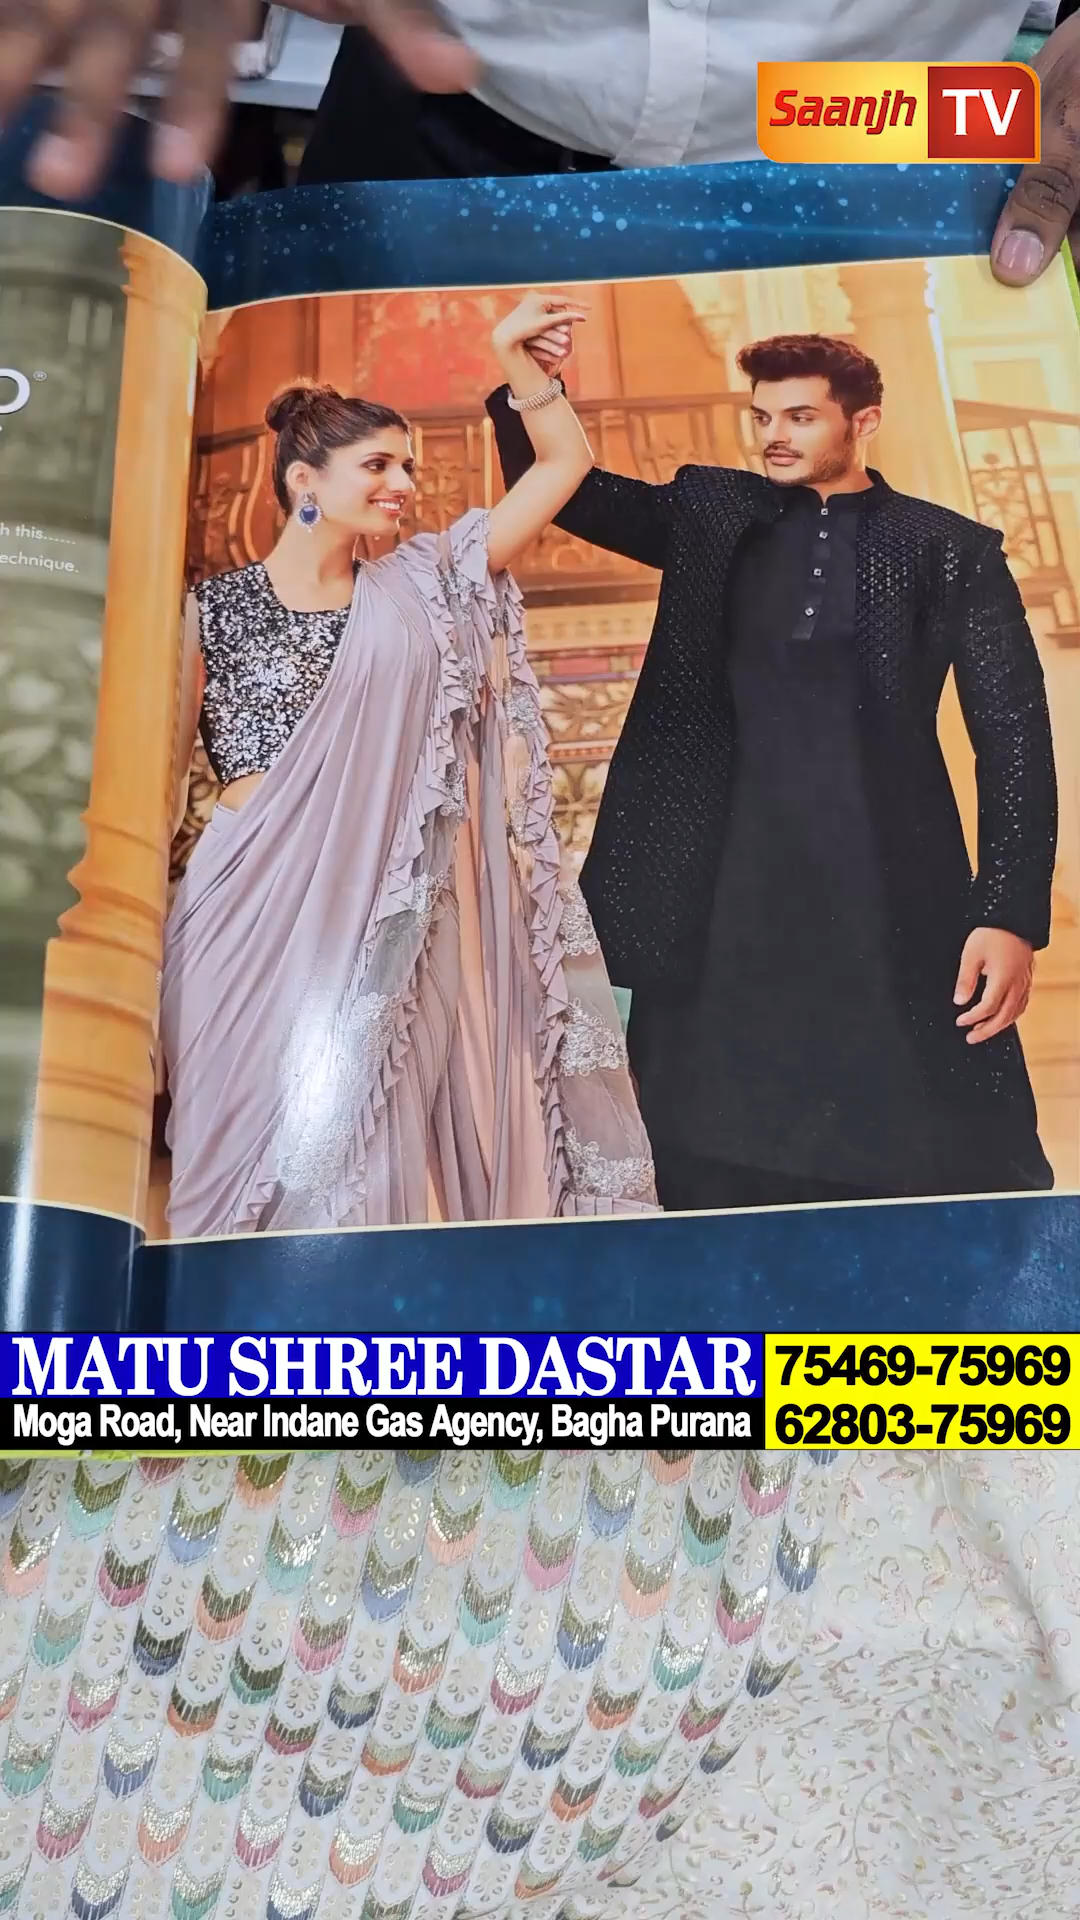 Saanjh TV
®
h this......
echnique.
MATU SHREE DASTAR
Moga Road, Near Indane Gas Agency, Bagha Purana
75469-75969
62803-75969